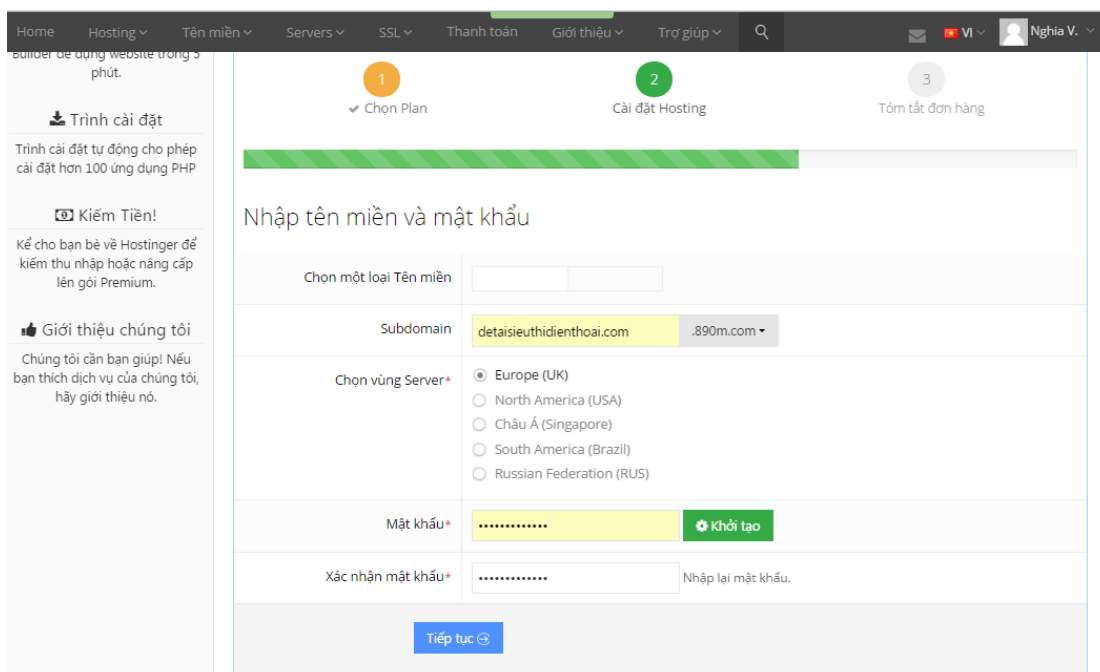 Home Hosting Tên miền Servers SSL Thanh toán Giới thiệu Trợ giúp VI Nghia V.
Builder để dựng website trong 5
phút.
Trình cài đặt
Trình cài đặt tự động cho phép
cài đặt hơn 100 ứng dụng PHP
Kiếm Tiền!
Kể cho bạn bè về Hostinger để
kiếm thu nhập hoặc nâng cấp
lên gói Premium.
Giới thiệu chúng tôi
Chúng tôi cần bạn giúp! Nếu
bạn thích dịch vụ của chúng tôi,
hãy giới thiệu nó.
1 2 3
Chọn Plan Cài đặt Hosting Tóm tắt đơn hàng
Nhập tên miền và mật khẩu
Chọn một loại Tên miền
Subdomain detaisieuthidienthoai.com .890m.com
Chọn vùng Server* Europe (UK)
North America (USA)
Châu Á (Singapore)
South America (Brazil)
Russian Federation (RUS)
Mật khẩu* ••••••••••••• Khởi tạo
Xác nhận mật khẩu* ••••••••••••• Nhập lại mật khẩu.
Tiếp tục